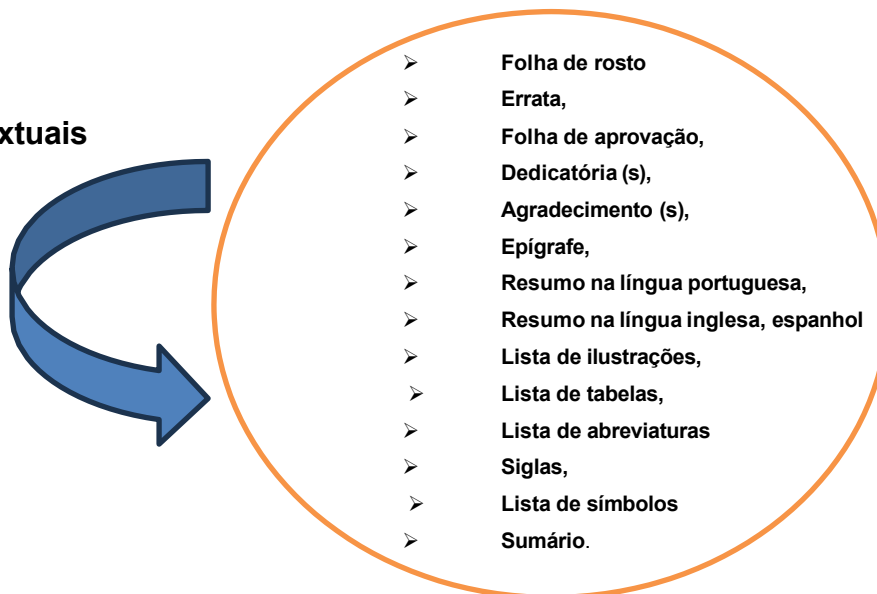 Folha de rosto
Errata,
xtuais
Folha de aprovação,
Dedicatória (s),
Agradecimento (s),
Epígrafe,
Resumo na língua portuguesa,
Resumo na língua inglesa, espanhol
Lista de ilustrações,
Lista de tabelas,
Lista de abreviaturas
Siglas,
Lista de símbolos
Sumário.